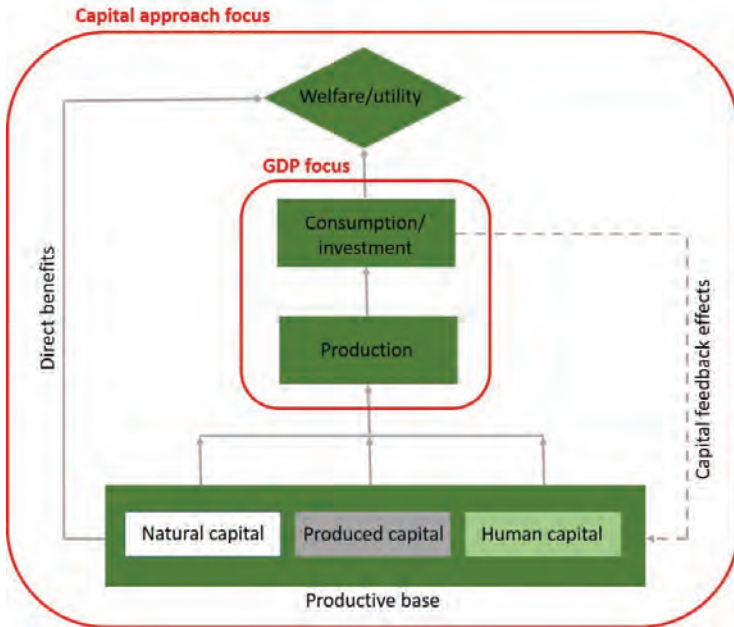 Capital approach focus
Welfare/utility
GDP focus
Consumption/
investment
Direct benefits
Production
Capital feedback effects
Natural capital
Produced capital
Human capital
Productive base